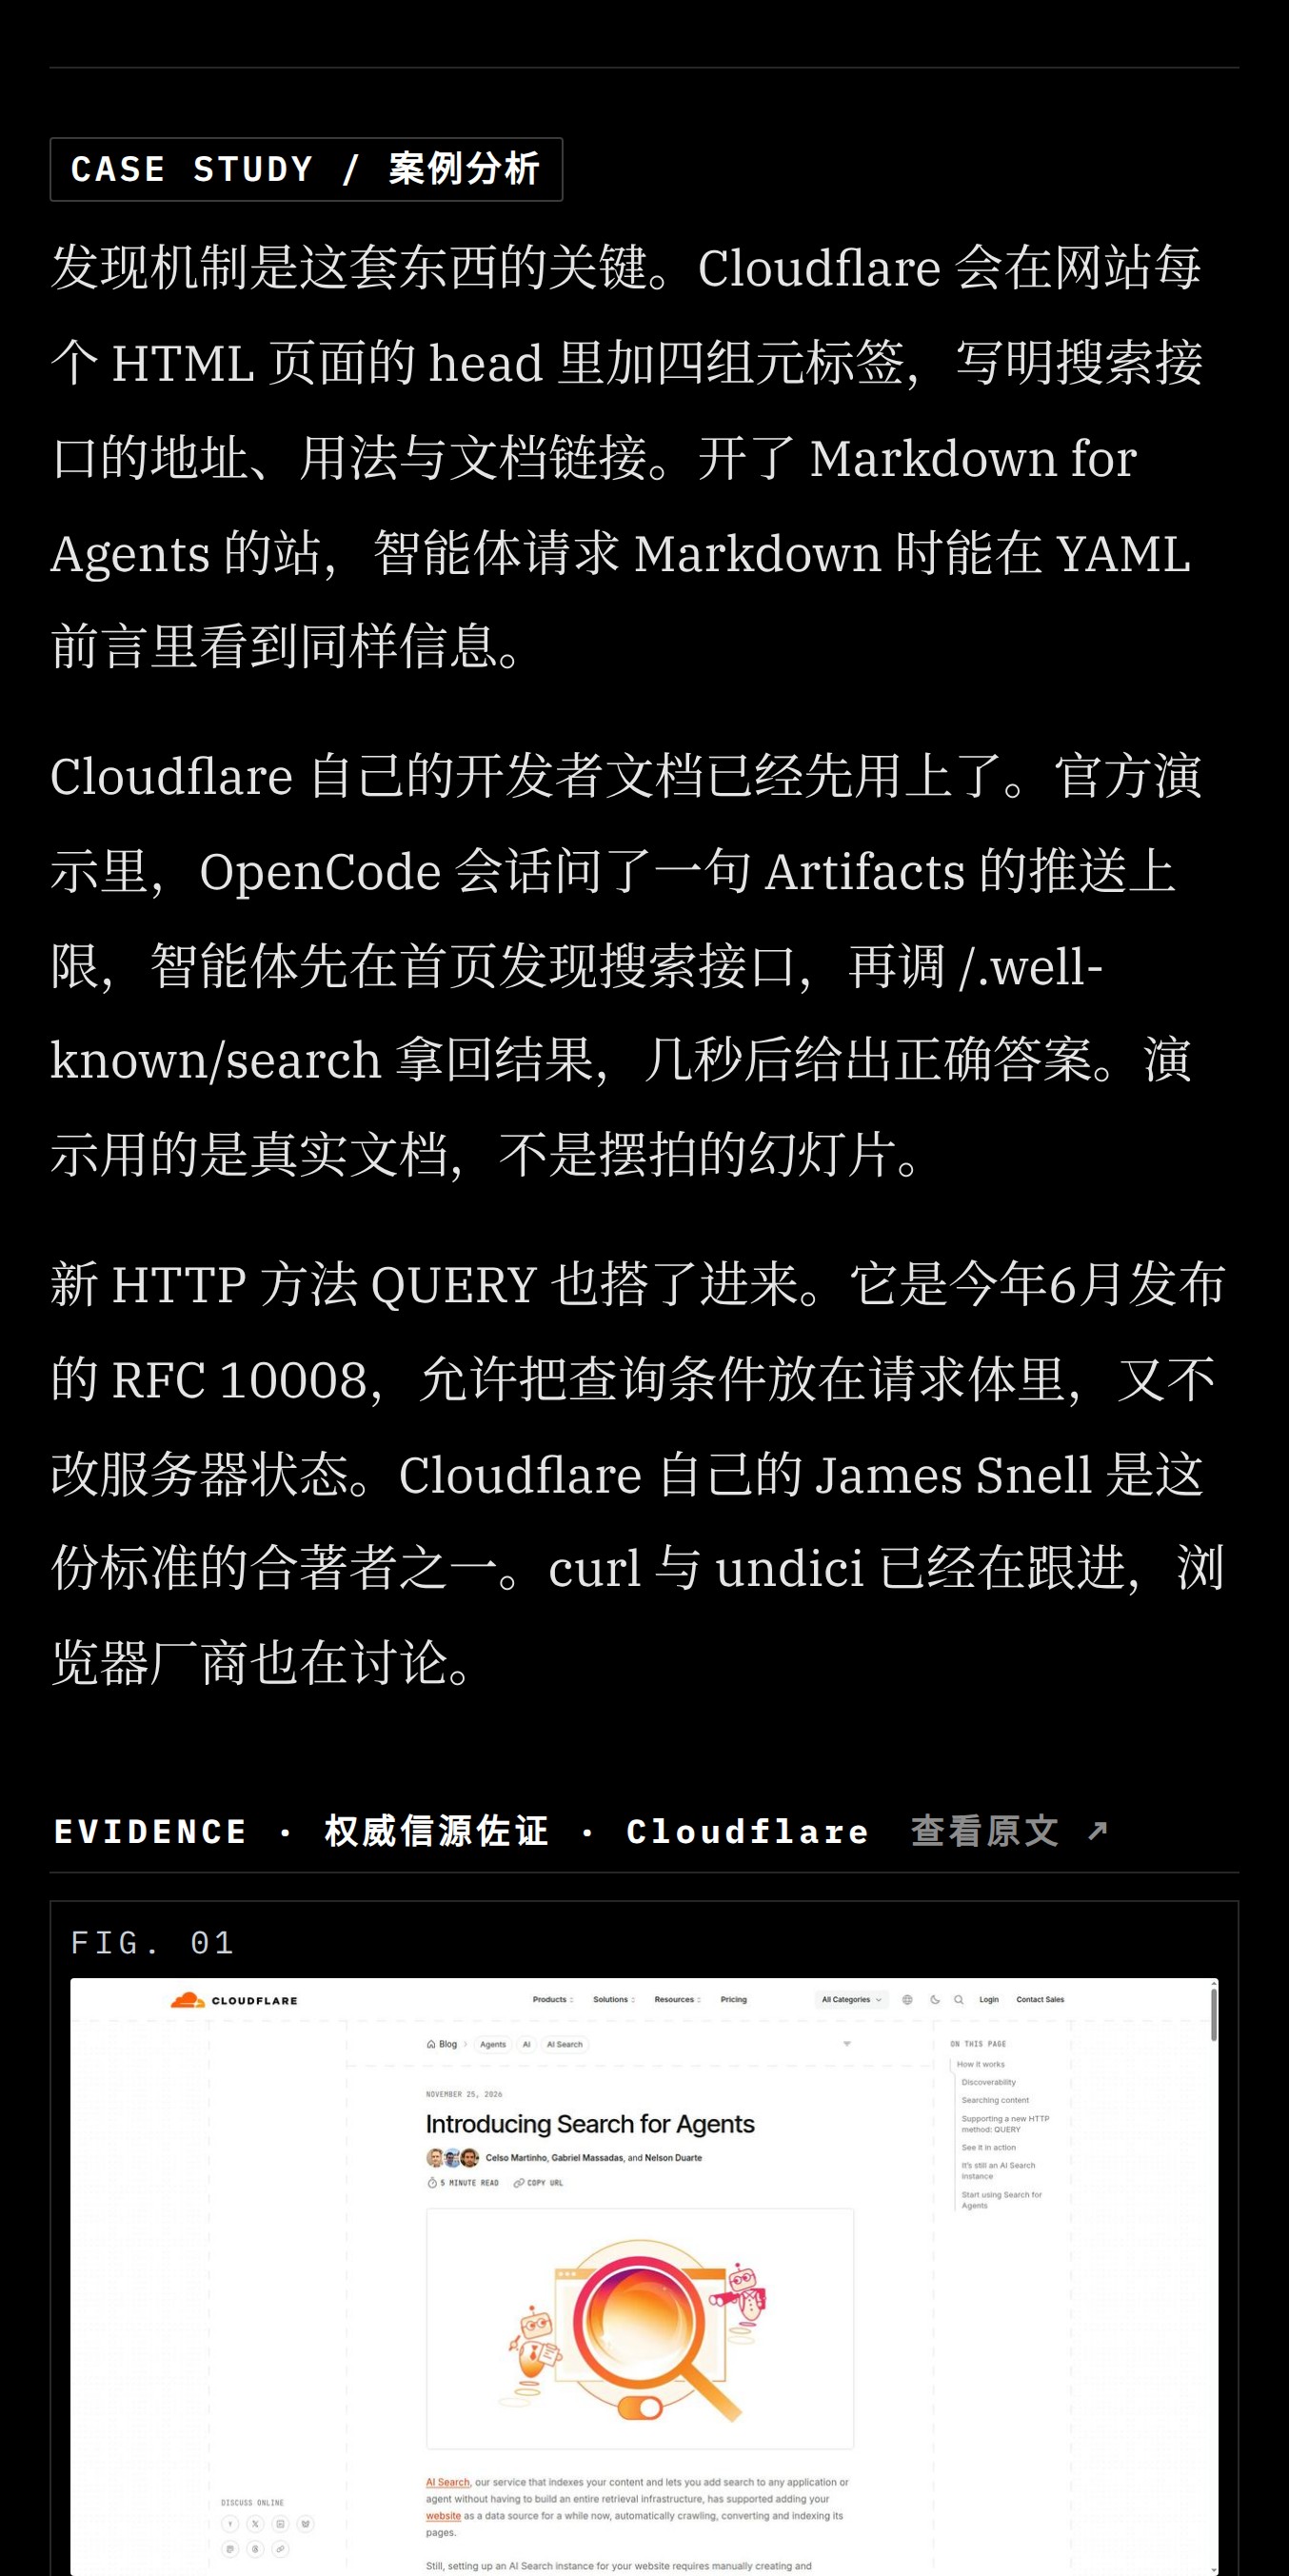 CASE STUDY / 案例分析
发现机制是这套东西的关键。Cloudflare 会在网站每
个 HTML 页面的 head 里加四组元标签，写明搜索接
口的地址、用法与文档链接。开了 Markdown for
Agents 的站，智能体请求 Markdown 时能在 YAML
前言里看到同样信息。
Cloudflare 自己的开发者文档已经先用上了。官方演
示里，OpenCode 会话问了一句 Artifacts 的推送上
限，智能体先在首页发现搜索接口，再调 /.well-
known/search 拿回结果，几秒后给出正确答案。演
示用的是真实文档，不是摆拍的幻灯片。
新 HTTP 方法 QUERY 也搭了进来。它是今年6月发布
的 RFC 10008，允许把查询条件放在请求体里，又不
改服务器状态。Cloudflare 自己的 James Snell 是这
份标准的合著者之一。curl 与 undici 已经在跟进，浏
览器厂商也在讨论。
EVIDENCE · 权威信源佐证 · Cloudflare 查看原文 ↗
FIG. 01
CLOUDFLARE
Products Solutions Resources Pricing All Categories Login Contact Sales
Blog Agents AI AI Search
NOVEMBER 25, 2026
Introducing Search for Agents
Celso Martinho, Gabriel Massadas, and Nelson Duarte
5 MINUTE READ COPY URL
ON THIS PAGE
How it works
Discoverability
Searching content
Supporting a new HTTP
method: QUERY
See it in action
It's still an AI Search
instance
Start using Search for
Agents
AI Search, our service that indexes your content and lets you add search to any application or
agent without having to build an entire retrieval infrastructure, has supported adding your
website as a data source for a while now, automatically crawling, converting and indexing its
pages.
Still, setting up an AI Search instance for your website requires manually creating and
DISCUSS ONLINE